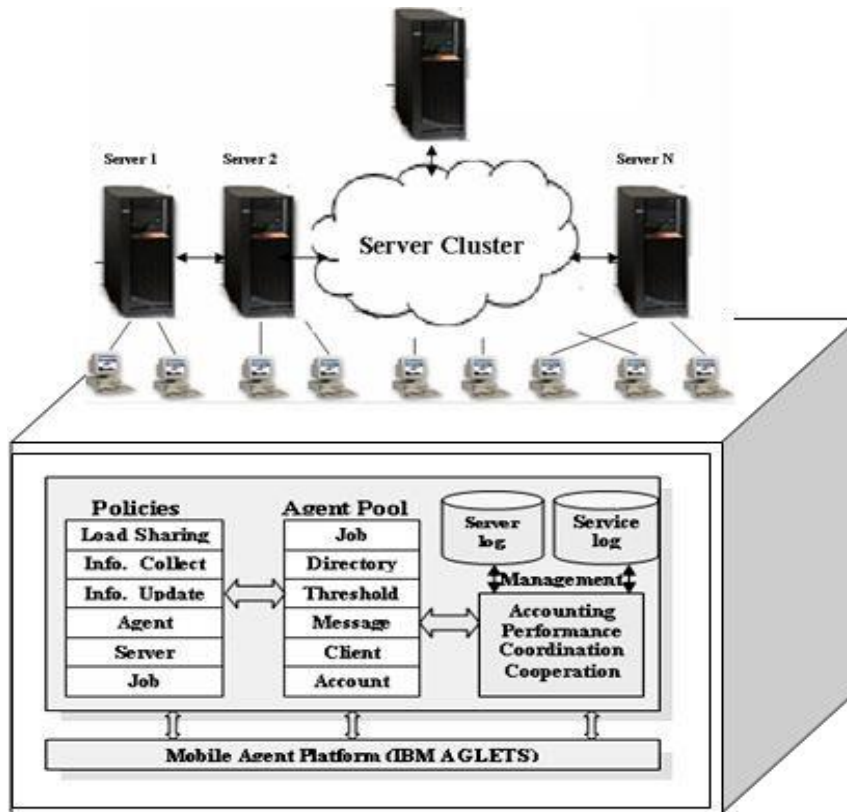 Server 1
Server 2
Server N
Server Cluster
Policies
Load Sharing
Info. Collect
Info. Update
Agent
Server
Job
Agent Pool
Job
Directory
Threshold
Message
Client
Account
Server
log
Service
log
Management
Accounting
Performance
Coordination
Cooperation
Mobile Agent Platform (IBM AGLETS)